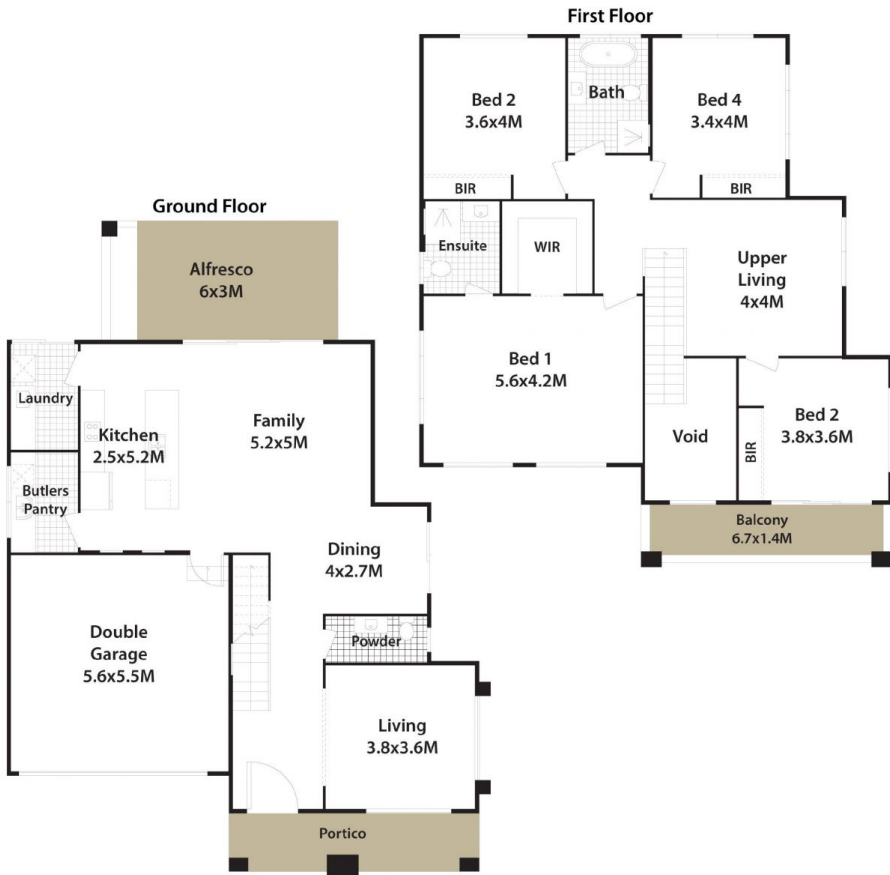 First Floor
Bed 2
3.6x4M
Bath
Bed 4
3.4x4M
BIR
BIR
Ensuite
WIR
Upper
Living
4x4M
Bed 1
5.6x4.2M
Void
BIR
Bed 2
3.8x3.6M
Balcony
6.7x1.4M
Ground Floor
Alfresco
6x3M
Laundry
Kitchen
2.5x5.2M
Family
5.2x5M
Butlers
Pantry
Dining
4x2.7M
Double
Garage
5.6x5.5M
Powder
Living
3.8x3.6M
Portico